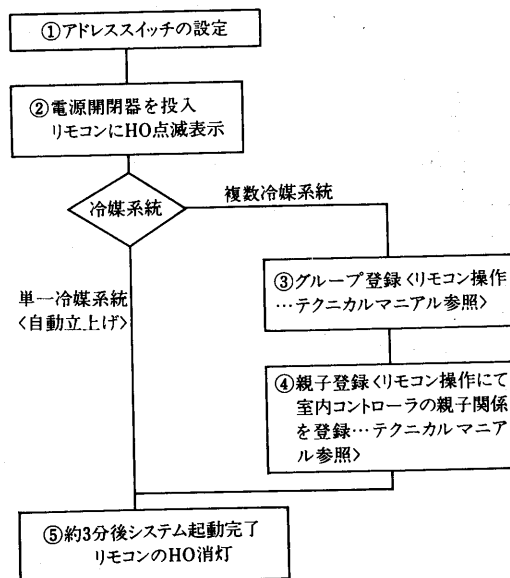 ①アドレススイッチの設定
②電源開閉器を投入
リモコンにHO点滅表示
冷媒系統
複数冷媒系統
単一冷媒系統
〈自動立上げ〉
③グループ登録〈リモコン操作
…テクニカルマニアル参照〉
④親子登録〈リモコン操作にて
室内コントローラの親子関係
を登録…テクニカルマニア
ル参照〉
⑤約3分後システム起動完了
リモコンのHO消灯